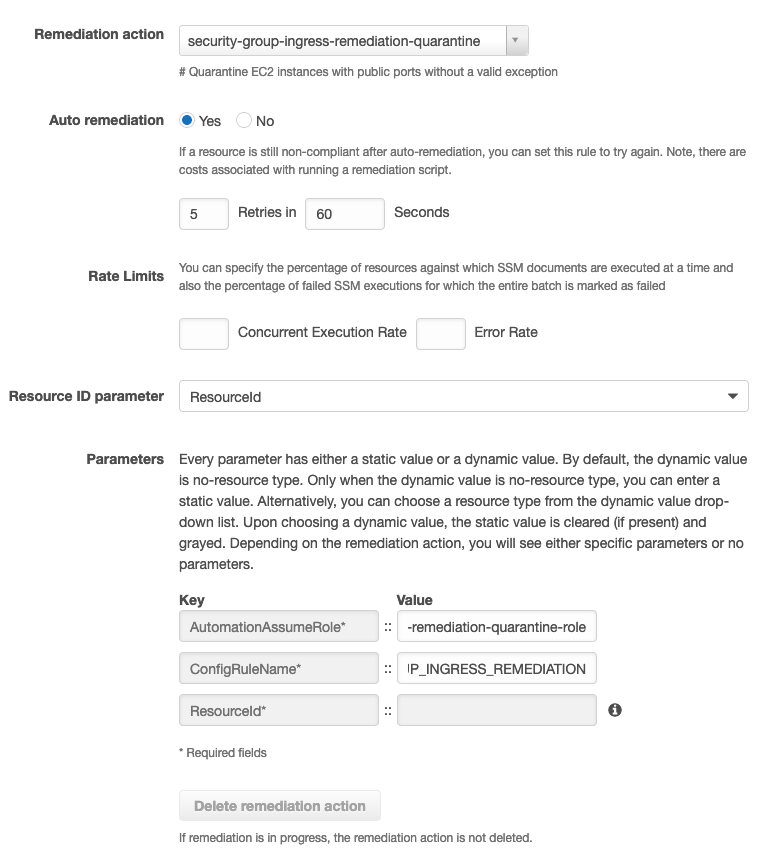 Remediation action
security-group-ingress-remediation-quarantine
# Quarantine EC2 instances with public ports without a valid exception
Auto remediation
Yes No
If a resource is still non-compliant after auto-remediation, you can set this rule to try again. Note, there are
costs associated with running a remediation script.
5 Retries in 60 Seconds
Rate Limits
You can specify the percentage of resources against which SSM documents are executed at a time and
also the percentage of failed SSM executions for which the entire batch is marked as failed
Concurrent Execution Rate Error Rate
Resource ID parameter
ResourceId
Parameters
Every parameter has either a static value or a dynamic value. By default, the dynamic value
is no-resource type. Only when the dynamic value is no-resource type, you can enter a
static value. Alternatively, you can choose a resource type from the dynamic value drop-
down list. Upon choosing a dynamic value, the static value is cleared (if present) and
grayed. Depending on the remediation action, you will see either specific parameters or no
parameters.
Key Value
AutomationAssumeRole* :: -remediation-quarantine-role
ConfigRuleName* :: IP_INGRESS_REMEDIATION
ResourceId* ::
* Required fields
Delete remediation action
If remediation is in progress, the remediation action is not deleted.